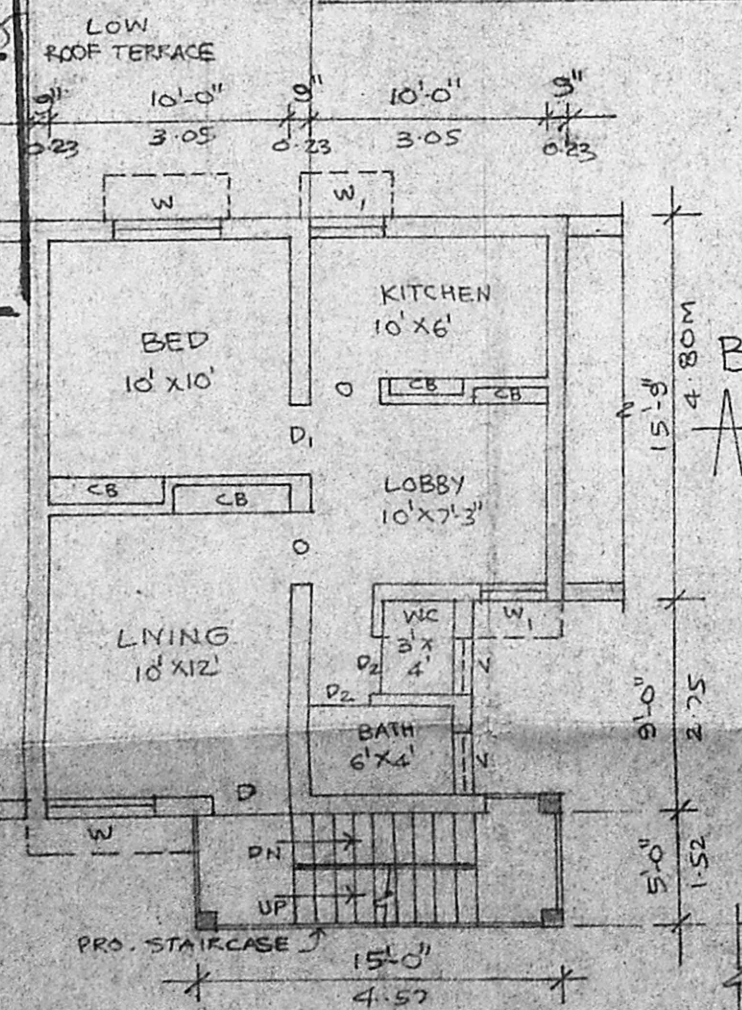 LOW
ROOF TERRACE
9" 10'-0" 9" 10'-0" 9"
0.23 3.05 0.23 3.05 0.23
W W1
KITCHEN
10' X 6'
BED
10' X10'
CB CB
O
D1
4.80M
15'-9"
B
A
CB CB
LOBBY
10'X7'-3"
O
LIVING
10'X12'
WC
3'X
4'
W1
D2
V
D2
BATH
6'X4'
V
9'-0"
2.75
D
W
DN
UP
5'-0"
1.52
PRO. STAIRCASE
15'-0"
4.57